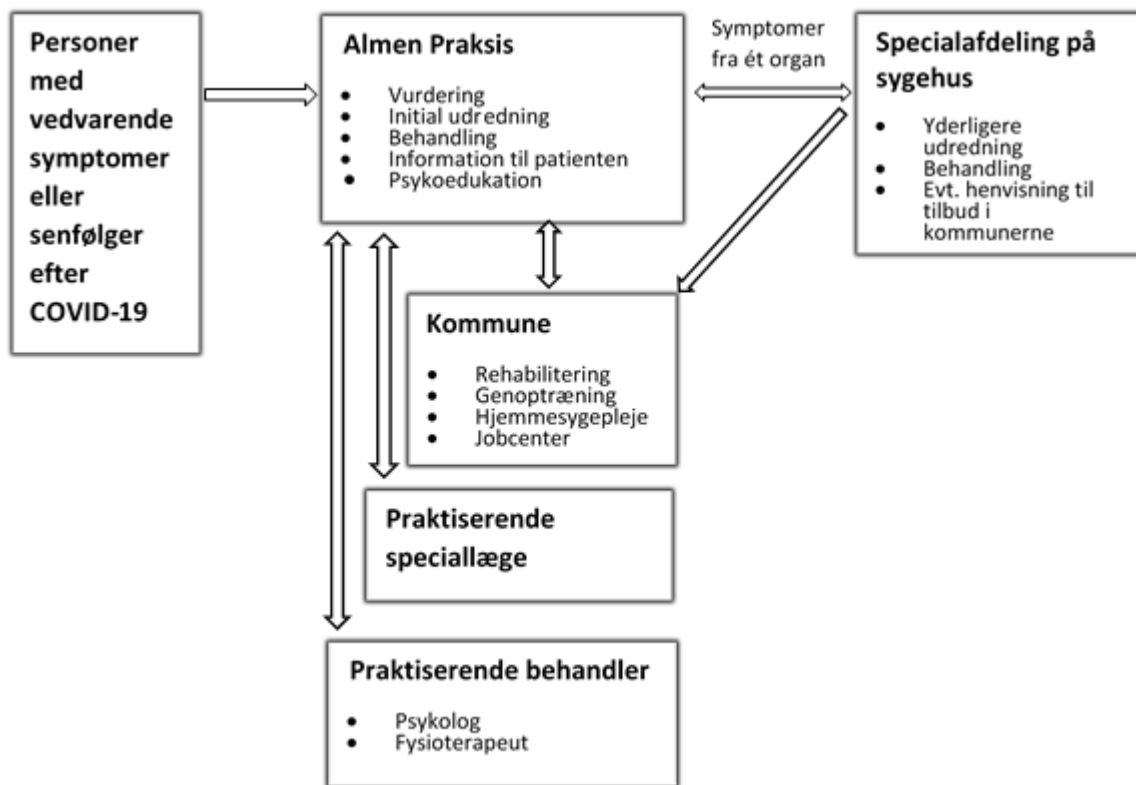 Personer
med
vedvarende
symptomer
eller
senfølger
efter
COVID-19
Almen Praksis
• Vurdering
• Initial udredning
• Behandling
• Information til patienten
• Psykoedukation
Symptomer
fra ét organ
Specialafdeling på
sygehus
• Yderligere
udredning
• Behandling
• Evt. henvisning til
tilbud i
kommunerne
Kommune
• Rehabilitering
• Genoptræning
• Hjemmesygepleje
• Jobcenter
Praktiserende
speciallæge
Praktiserende behandler
• Psykolog
• Fysioterapeut